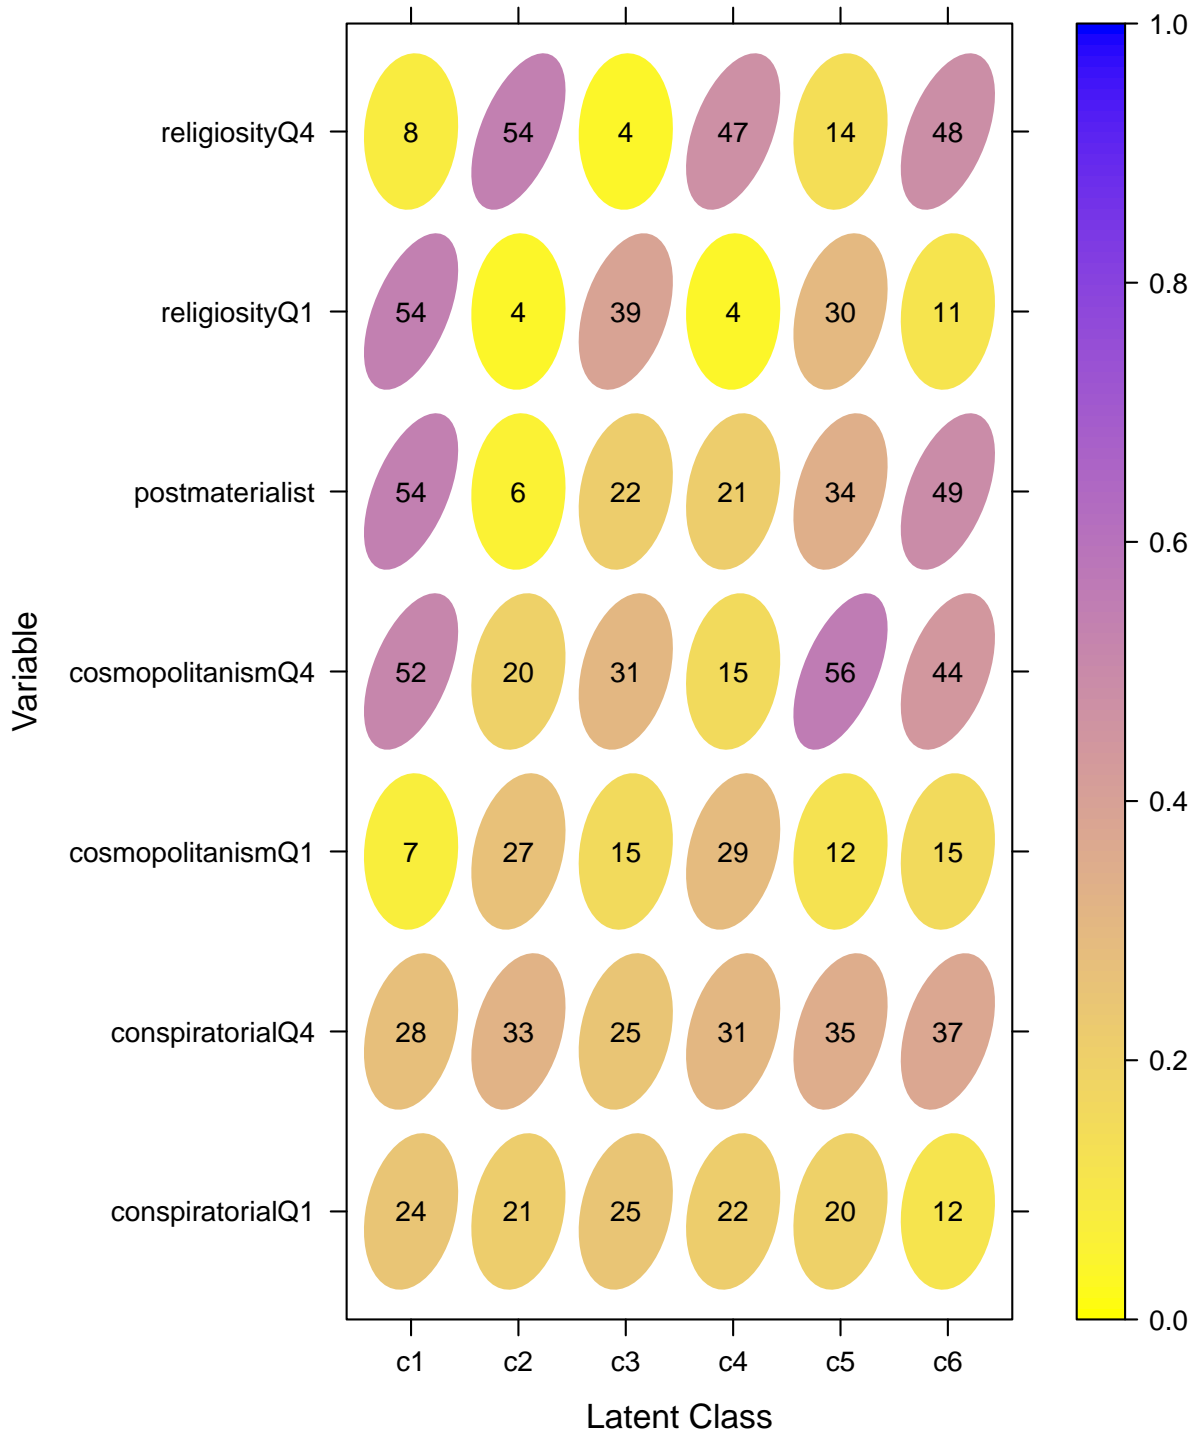 religiosityQ4 8 54 4 47 14 48
religiosityQ1 54 4 39 4 30 11
postmaterialist 54 6 22 21 34 49
cosmopolitanismQ4 52 20 31 15 56 44
cosmopolitanismQ1 7 27 15 29 12 15
conspiratorialQ4 28 33 25 31 35 37
conspiratorialQ1 24 21 25 22 20 12
c1 c2 c3 c4 c5 c6
Latent Class
Variable
1.0
0.8
0.6
0.4
0.2
0.0